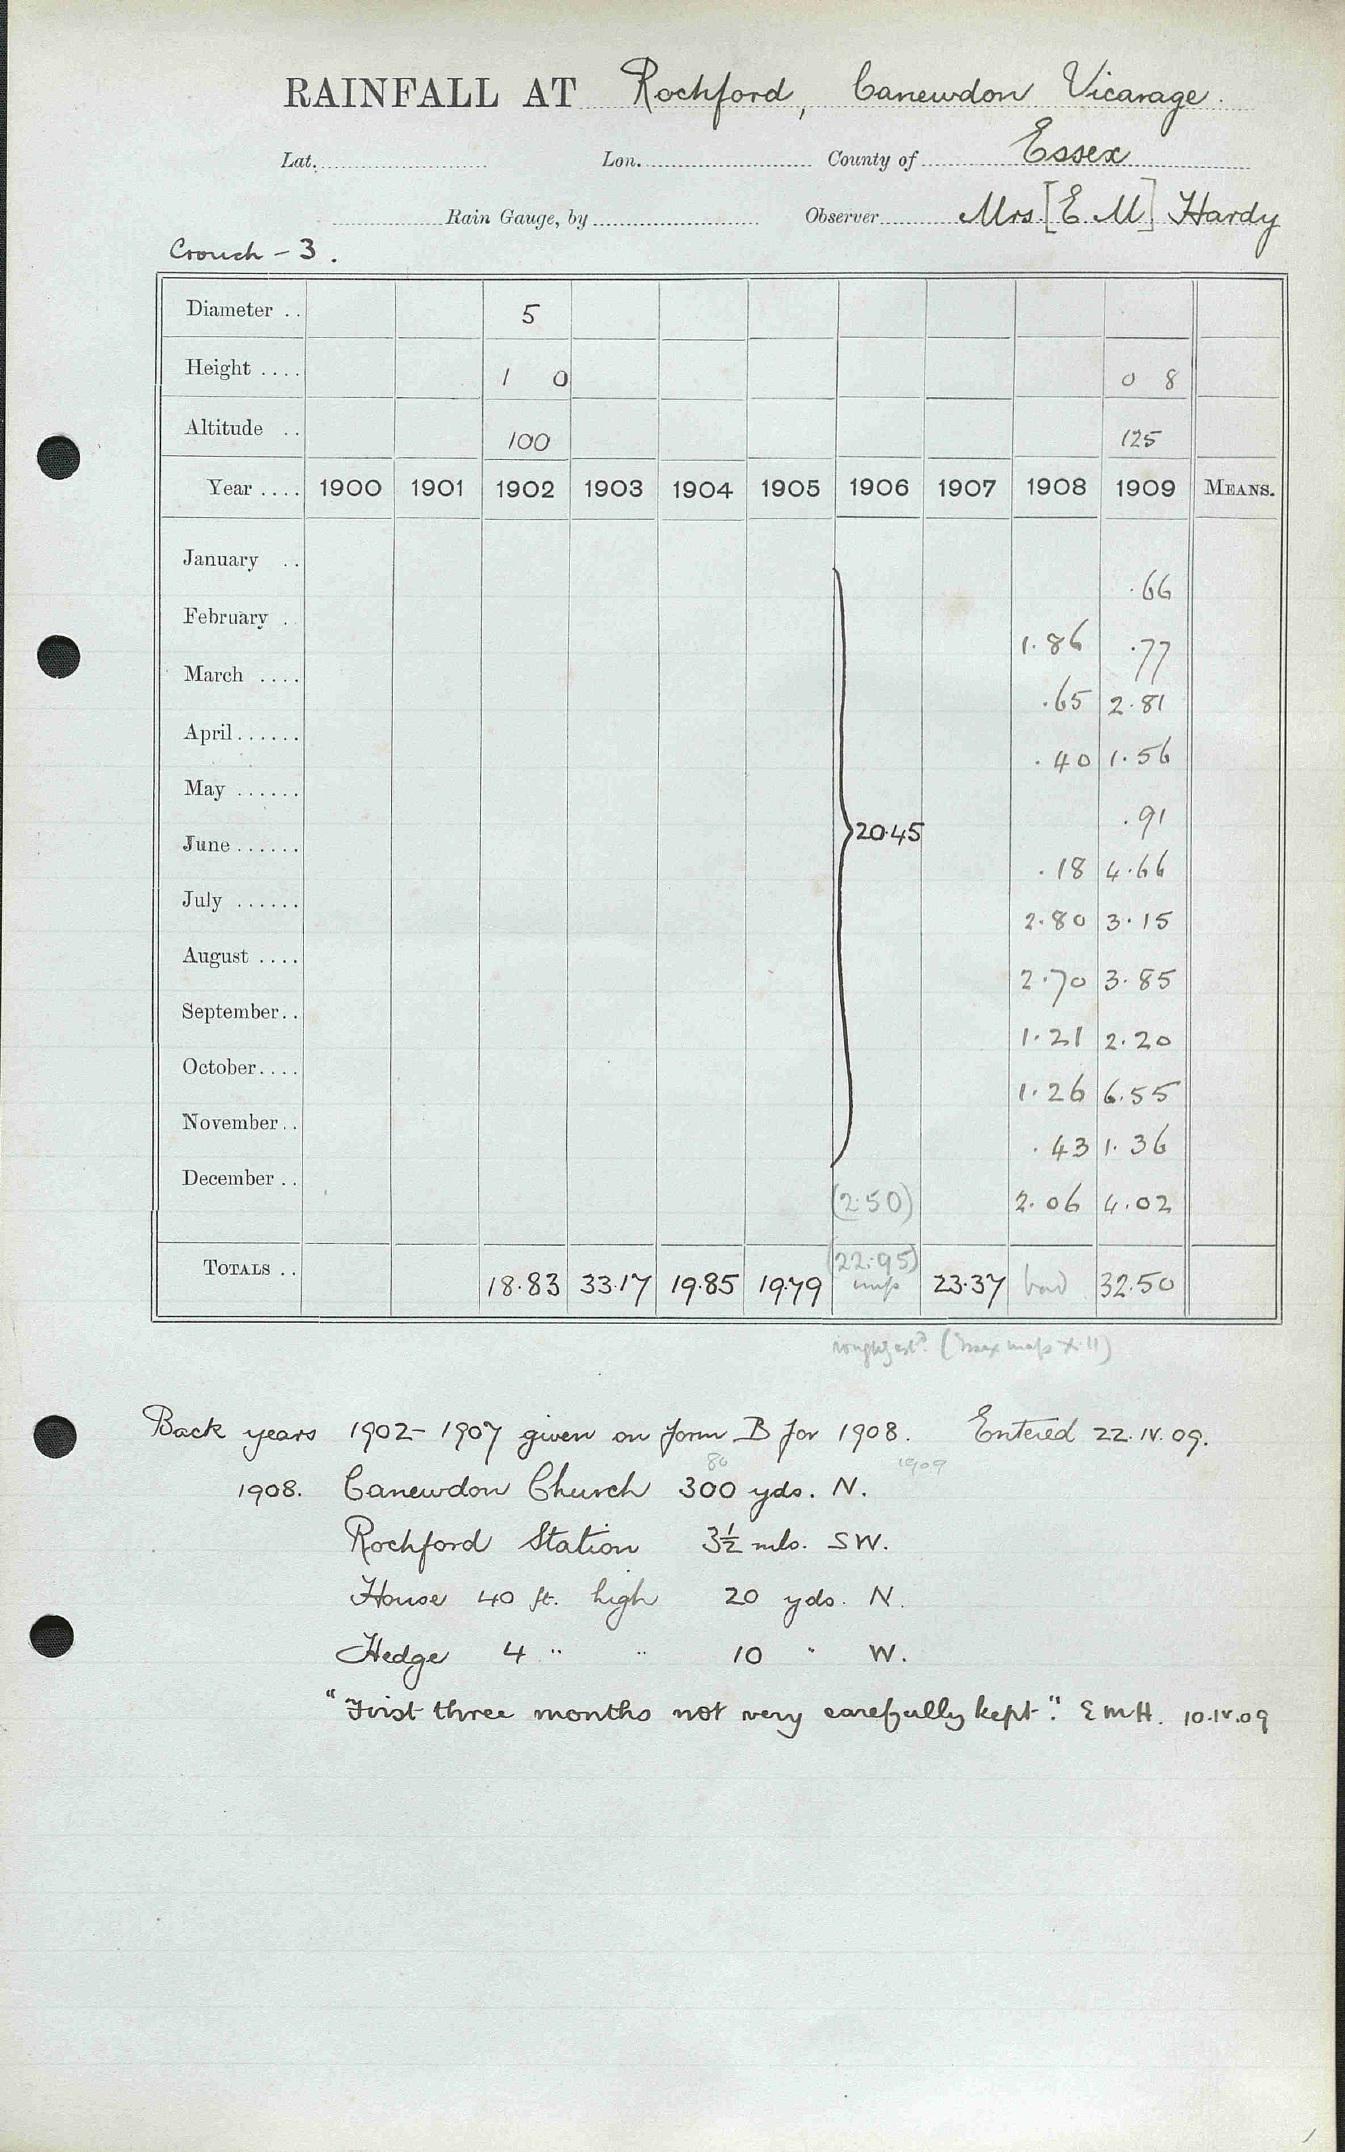 RAINFALL AT Rochford, Canewdon Vicarage.
Lat. Lon. County of Essex
Rain Gauge, by Observer Mrs [E M] Hardy
Crouch - 3.
Diameter .. 5
Height .... 1 0 0 8
Altitude .. 100 125
Year .... 1900 1901 1902 1903 1904 1905 1906 1907 1908 1909 MEANS.
January .. .66
February . 1.86 .77
March .... .65 2.81
April...... .40 1.56
May ...... .91
20.45
June...... .18 4.66
July ...... 2.80 3.15
August .... 2.70 3.85
September.. 1.21 2.20
October.... 1.26 6.55
November.. .43 1.36
December .. (2.50) 2.06 4.02
(22.95)
TOTALS .. 18.83 33.17 19.85 19.79 maps 23.37 bad 32.50
(Essex maps X.11)
Back years 1902-1907 given on form B for 1908. Entered 22.IV.09.
80 1909
1908. Canewdon Church 300 yds. N.
Rochford Station 3½ mls. SW.
House 40 ft. high 20 yds. N.
Hedge 4 " " 10 " W.
"First three months not very carefully kept". E M H. 10.IV.09